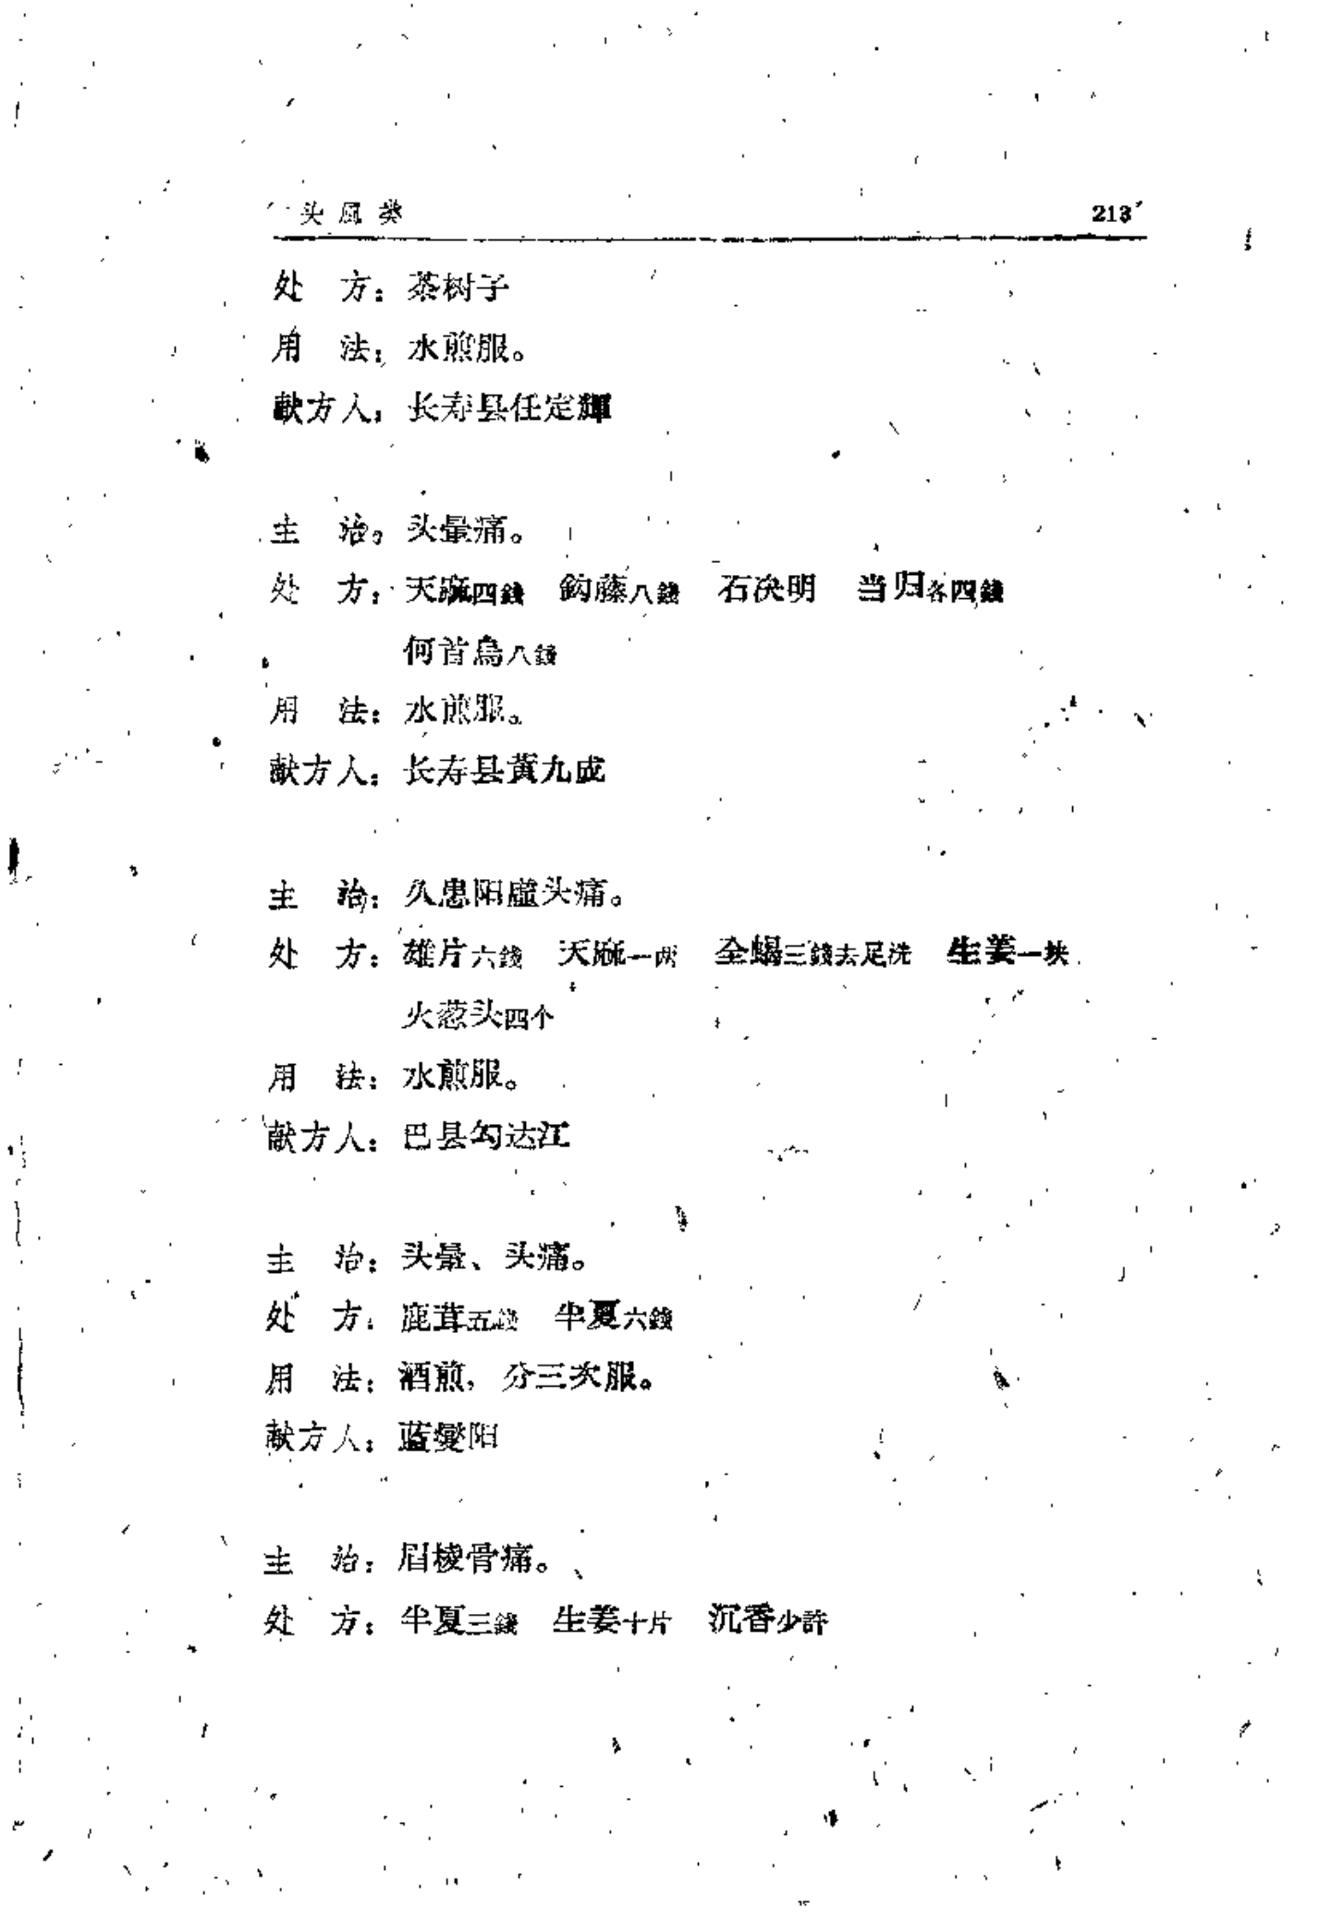 头风类 213
处 方：茶树子
用 法：水煎服。
献方人：长寿县任定輝
主 治：头晕痛。
处 方：天麻四錢 鈎藤八錢 石决明 当归各四錢
何首烏八錢
用 法：水煎服。
献方人：长寿县黄九成
主 治：久患阳虚头痛。
处 方：雄片六錢 天麻一两 全蝎三錢去足洗 生姜一块
火葱头四个
用 法：水煎服。
献方人：巴县勾达江
主 治：头晕、头痛。
处 方：鹿茸五錢 半夏六錢
用 法：酒煎，分三次服。
献方人：蓝燮阳
主 治：眉棱骨痛。
处 方：半夏三錢 生姜十片 沉香少許